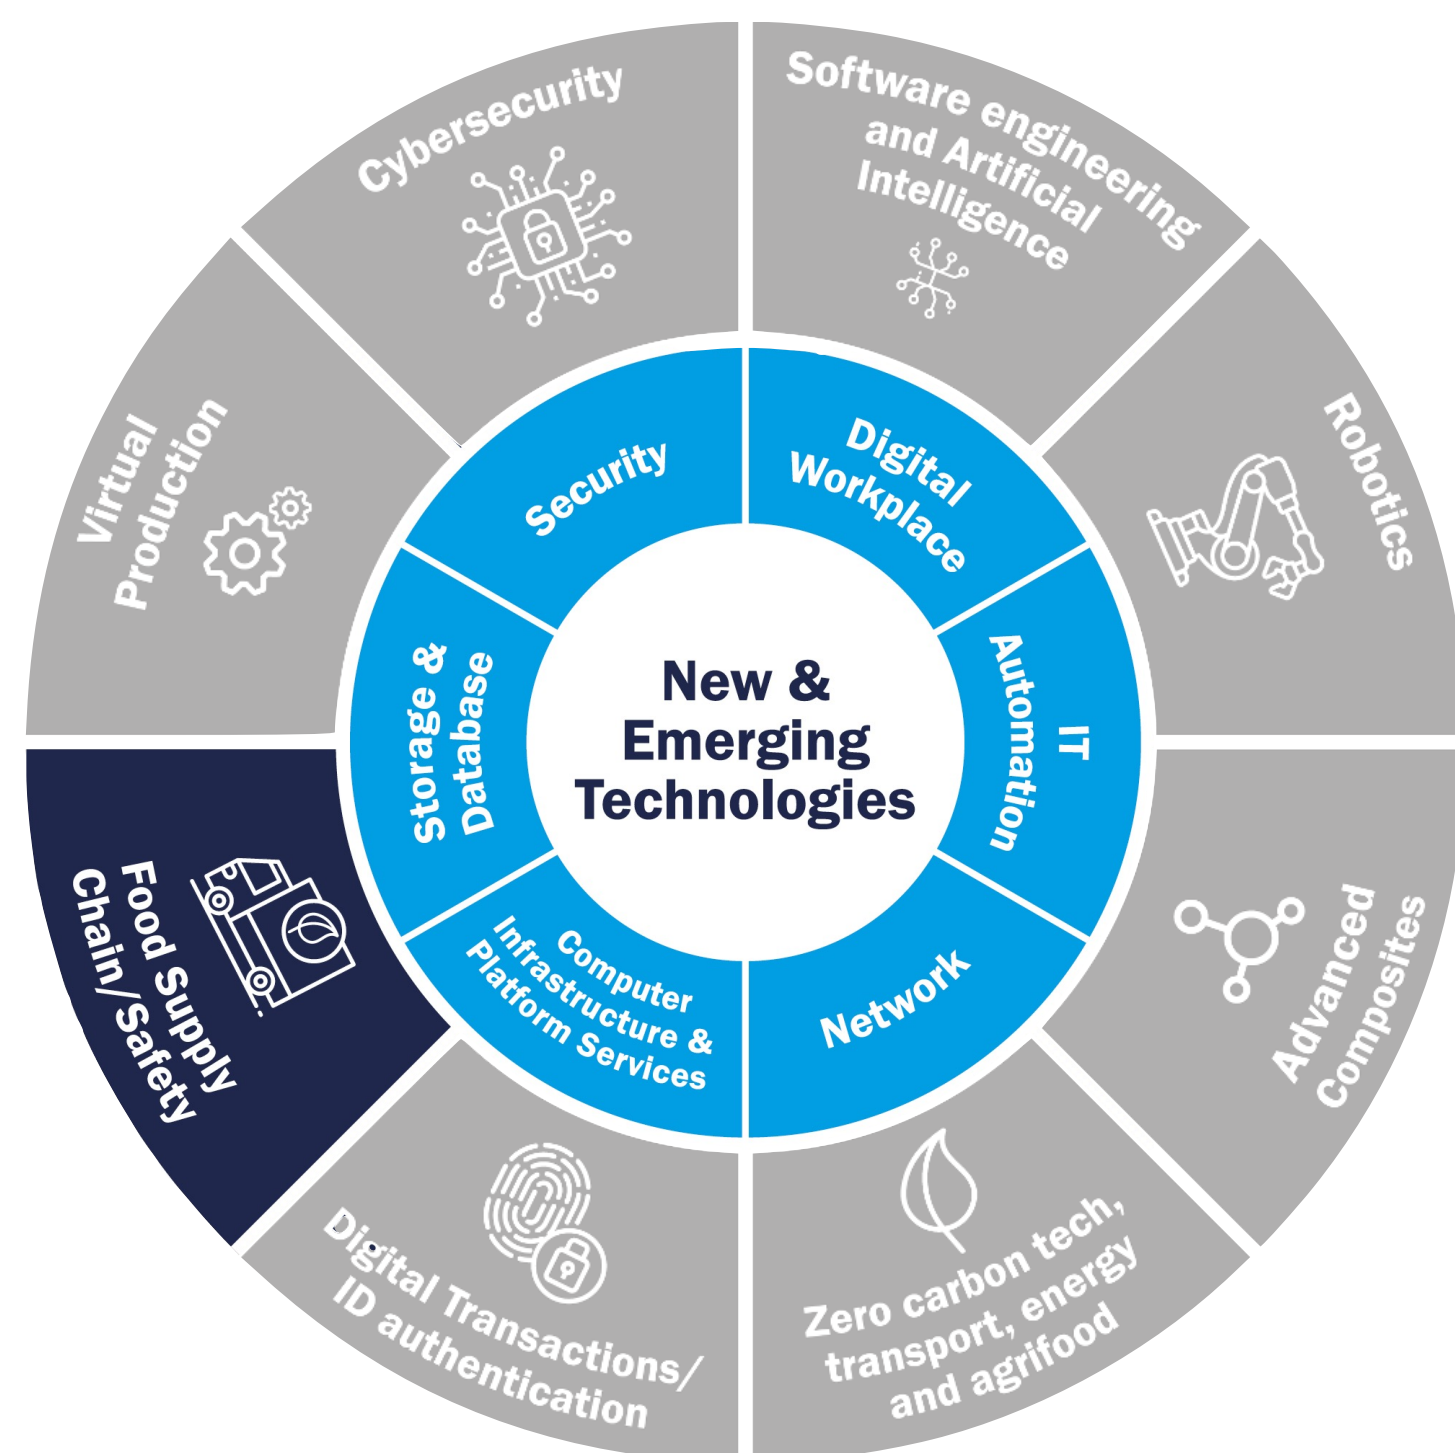 Cybersecurity
Software engineering
and Artificial
Intelligence
Robotics
Advanced
Composites
Zero carbon tech,
transport, energy
and agrifood
Digital Transactions/
ID authentication
Food Supply
Chain/Safety
Virtual
Production
Security
Digital
Workplace
IT
Automation
Network
Computer
Infrastructure &
Platform Services
Storage &
Database
New &
Emerging
Technologies